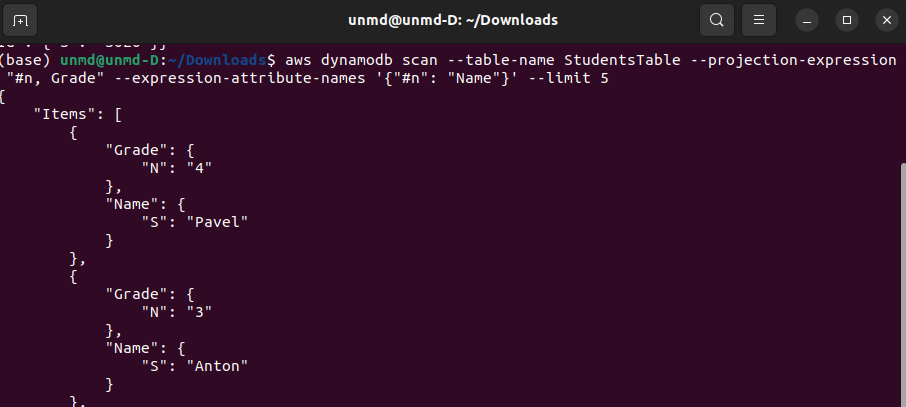 unmd@unmd-D: ~/Downloads
(base) unmd@unmd-D:~/Downloads$ aws dynamodb scan --table-name StudentsTable --projection-expression
"#n, Grade" --expression-attribute-names '{"#n": "Name"}' --limit 5
{
"Items": [
{
"Grade": {
"N": "4"
},
"Name": {
"S": "Pavel"
}
},
{
"Grade": {
"N": "3"
},
"Name": {
"S": "Anton"
}
},